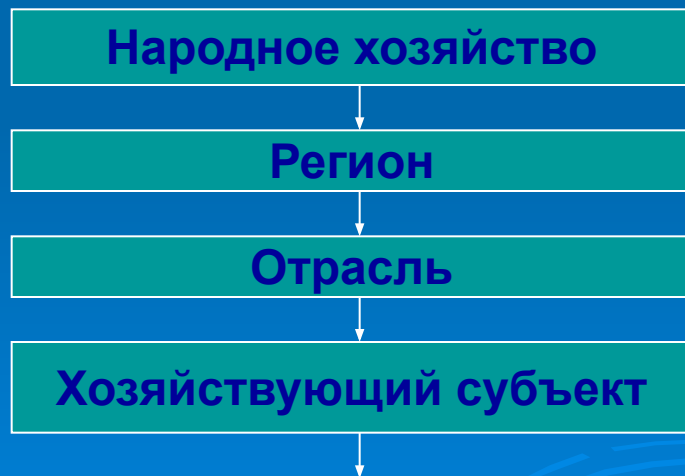 Народное хозяйство
Регион
Отрасль
Хозяйствующий субъект